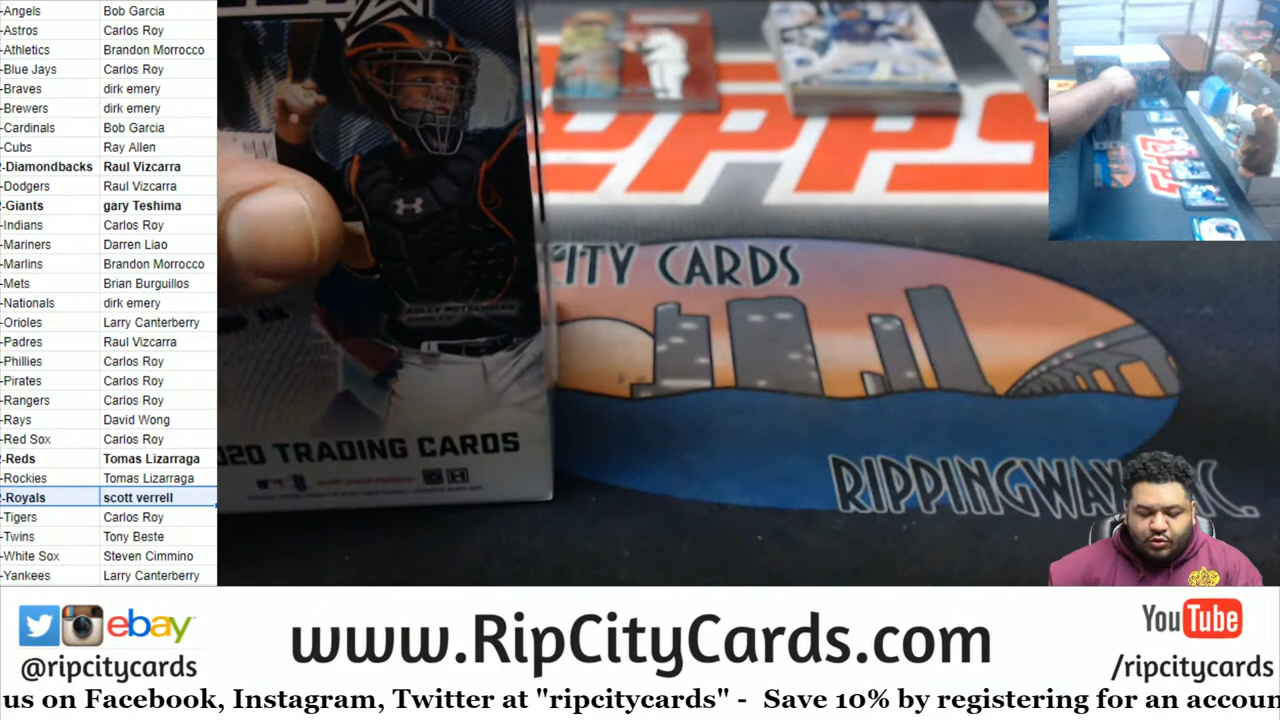 -Angels Bob Garcia
-Astros Carlos Roy
-Athletics Brandon Morrocco
-Blue Jays Carlos Roy
-Braves dirk emery
-Brewers dirk emery
-Cardinals Bob Garcia
-Cubs Ray Allen
-Diamondbacks Raul Vizcarra
-Dodgers Raul Vizcarra
-Giants gary Teshima
-Indians Carlos Roy
-Mariners Darren Liao
-Marlins Brandon Morrocco
-Mets Brian Burguillos
-Nationals dirk emery
-Orioles Larry Canterberry
-Padres Raul Vizcarra
-Phillies Carlos Roy
-Pirates Carlos Roy
-Rangers Carlos Roy
-Rays David Wong
-Red Sox Carlos Roy
-Reds Tomas Lizarraga
-Rockies Tomas Lizarraga
-Royals scott verrell
-Tigers Carlos Roy
-Twins Tony Beste
-White Sox Steven Cimmino
-Yankees Larry Canterberry
020 TRADING CARDS
CITY CARDS
RIPPINGWAX
ebay
@ripcitycards
www.RipCityCards.com
YouTube
/ripcitycards
us on Facebook, Instagram, Twitter at "ripcitycards" - Save 10% by registering for an accoun